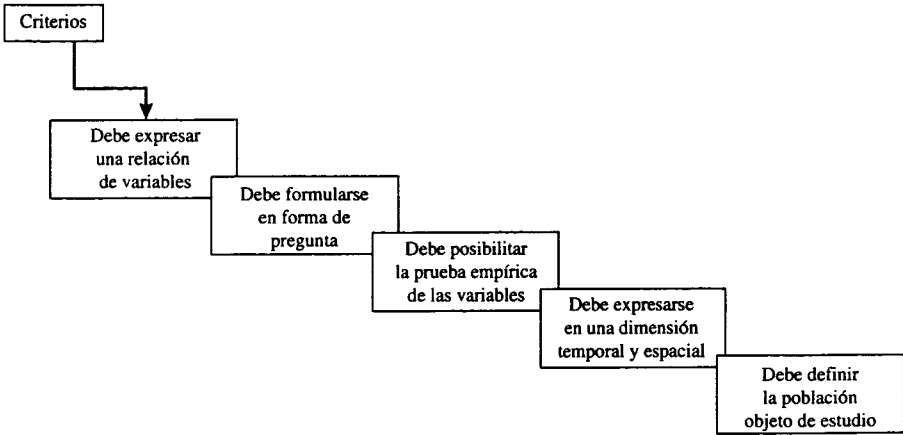 Criterios
Debe expresar
una relación
de variables
Debe formularse
en forma de
pregunta
Debe posibilitar
la prueba empírica
de las variables
Debe expresarse
en una dimensión
temporal y espacial
Debe definir
la población
objeto de estudio